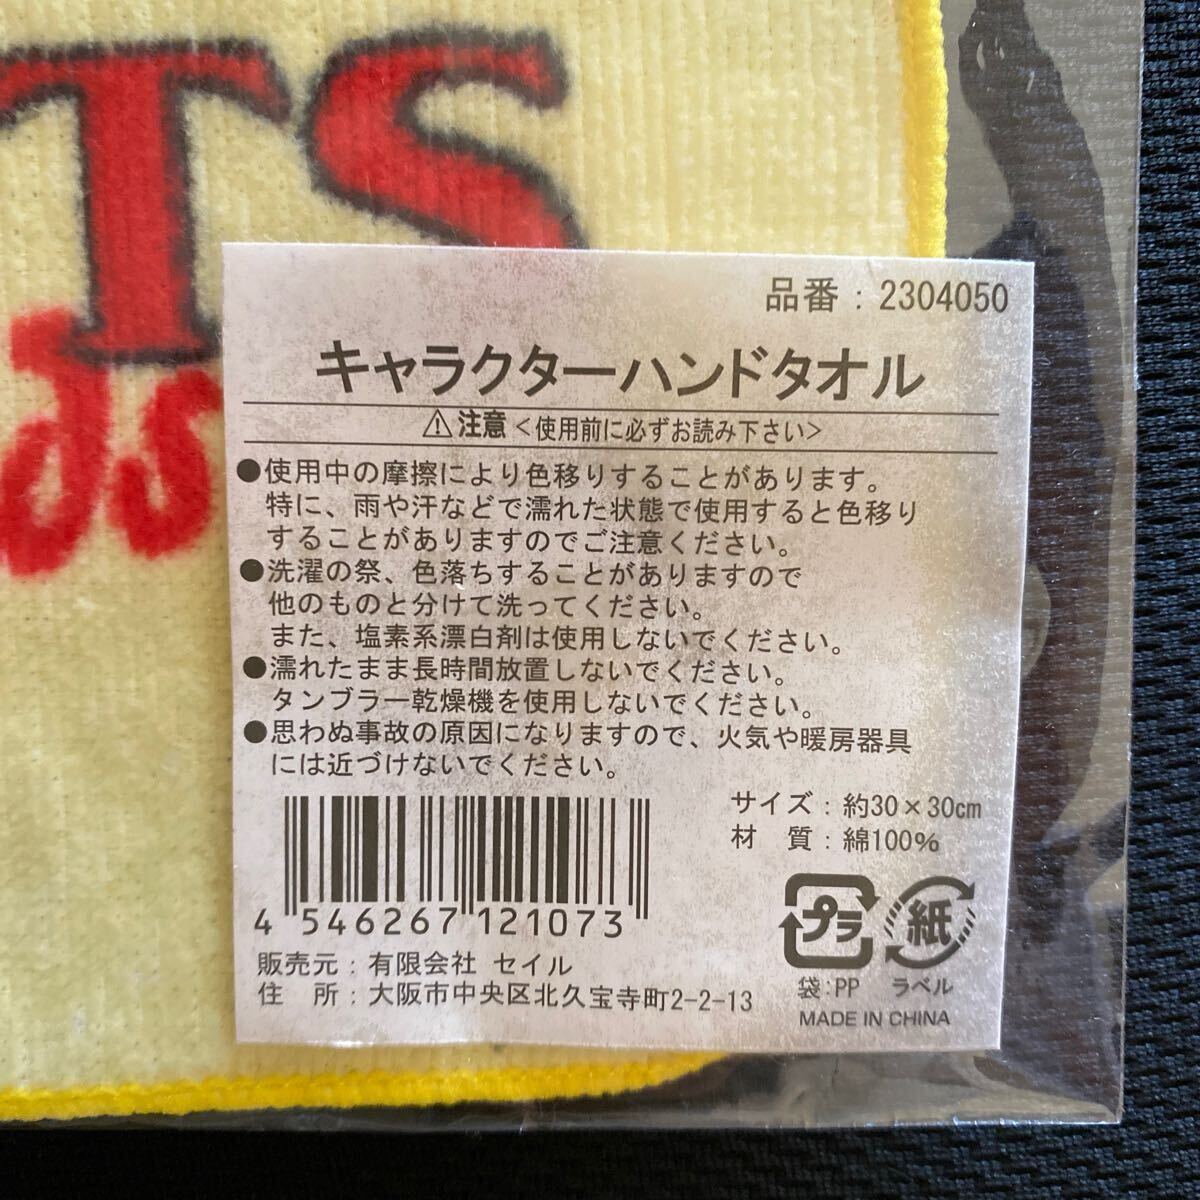 TS
ds
品番：2304050
キャラクターハンドタオル
⚠注意<使用前に必ずお読み下さい>
●使用中の摩擦により色移りすることがあります。
特に、雨や汗などで濡れた状態で使用すると色移り
することがありますのでご注意ください。
●洗濯の祭、色落ちすることがありますので
他のものと分けて洗ってください。
また、塩素系漂白剤は使用しないでください。
●濡れたまま長時間放置しないでください。
タンブラー乾燥機を使用しないでください。
●思わぬ事故の原因になりますので、火気や暖房器具
には近づけないでください。
サイズ：約30×30cm
材　質：綿100%
4 546267 121073
プラ
紙
袋:PP ラベル
販売元：有限会社 セイル
住　所：大阪市中央区北久宝寺町2-2-13
MADE IN CHINA